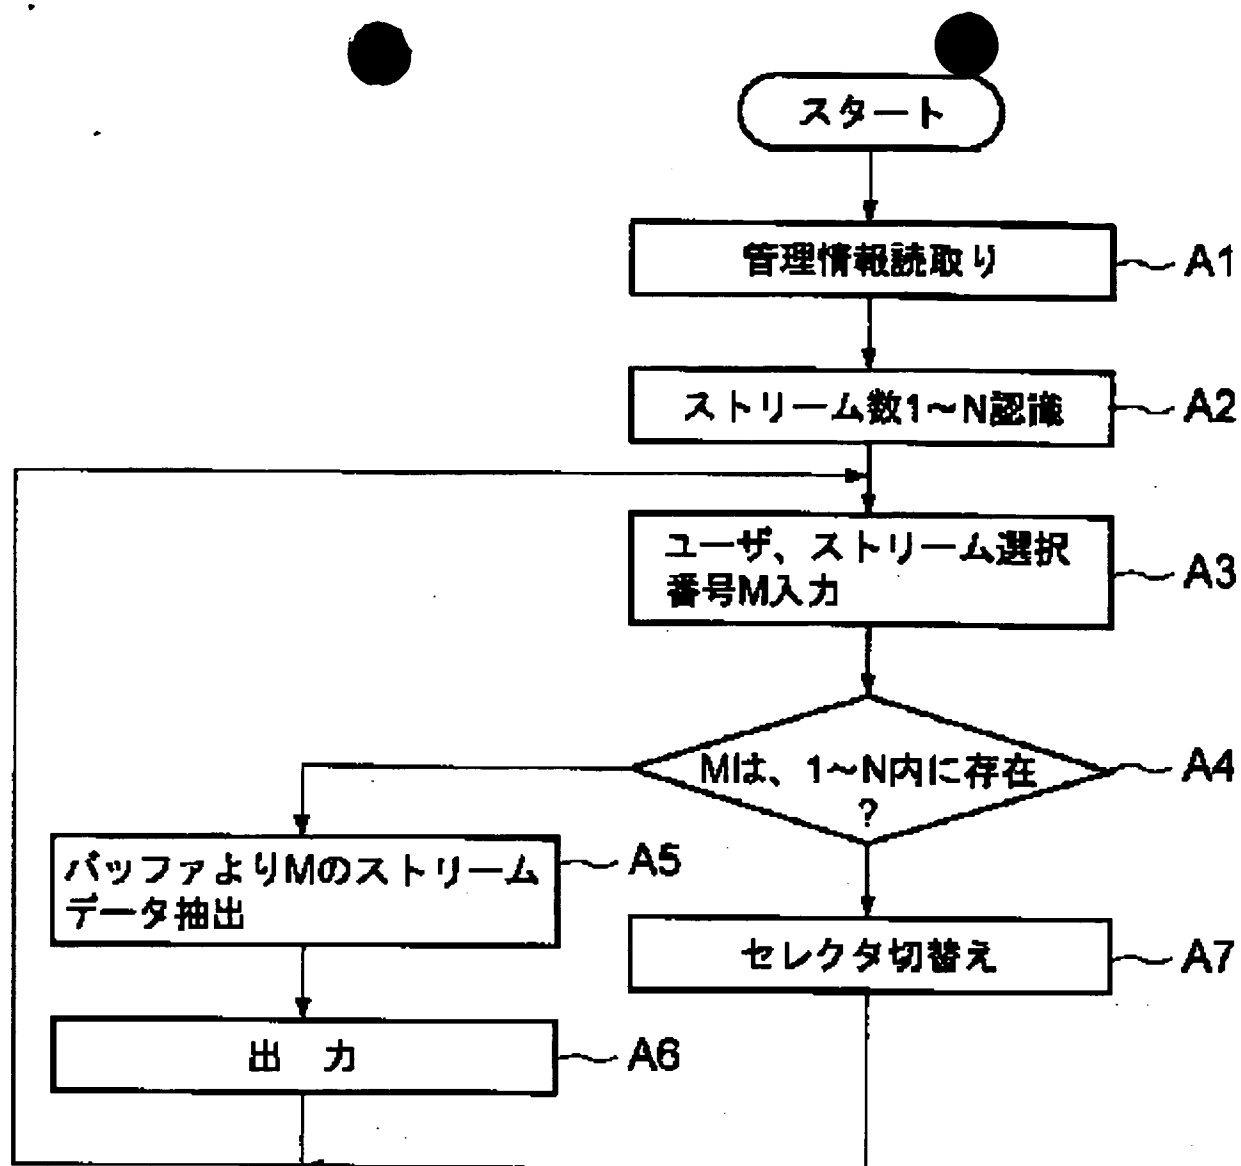 スタート
管理情報読取り
A1
ストリーム数1～N認識
A2
ユーザ、ストリーム選択
番号M入力
A3
Mは、1～N内に存在
?
A4
バッファよりMのストリーム
データ抽出
A5
セレクタ切替え
A7
出 力
A6